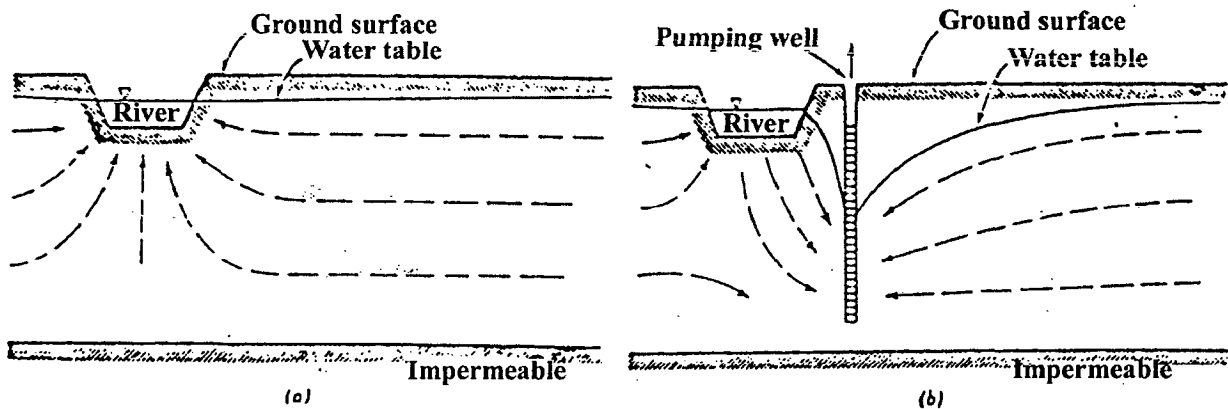 Ground surface
Water table
River
Impermeable
(a)
Pumping well
Ground surface
Water table
River
Impermeable
(b)